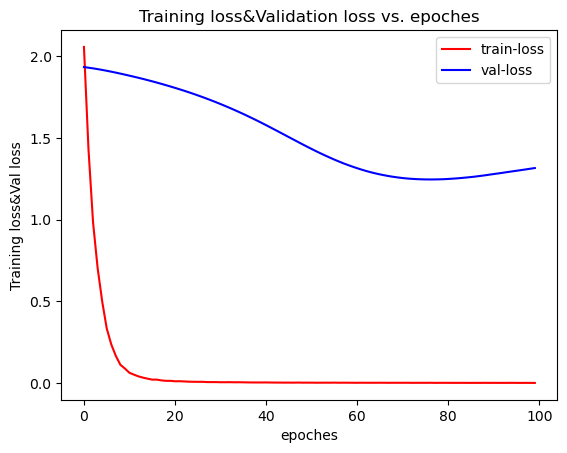 Training loss&Validation loss vs. epoches
train-loss
val-loss
Training loss&Val loss
2.0
1.5
1.0
0.5
0.0
0 20 40 60 80 100
epoches